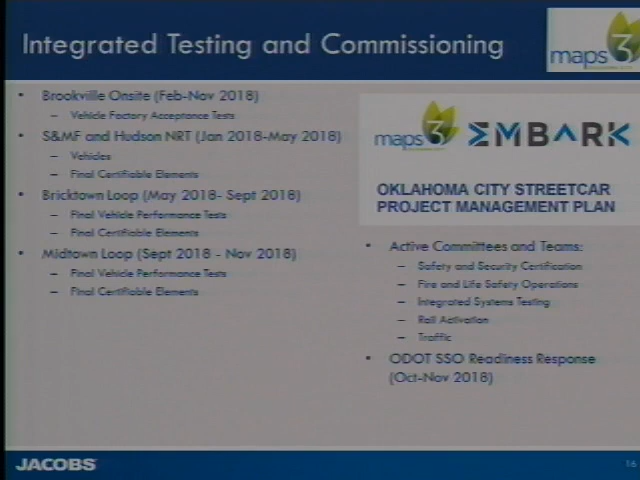 Integrated Testing and Commissioning
maps 3
• Brookville Onsite (Feb-Nov 2018)
– Vehicle Factory Acceptance Tests
• S&MF and Hudson NRT (Jan 2018-May 2018)
– Vehicles
– Final Certifiable Elements
• Bricktown Loop (May 2018- Sept 2018)
– Final Vehicle Performance Tests
– Final Certifiable Elements
• Midtown Loop (Sept 2018 - Nov 2018)
– Final Vehicle Performance Tests
– Final Certifiable Elements
maps 3 EMBARK
OKLAHOMA CITY STREETCAR
PROJECT MANAGEMENT PLAN
• Active Committees and Teams:
– Safety and Security Certification
– Fire and Life Safety Operations
– Integrated Systems Testing
– Rail Activation
– Traffic
• ODOT SSO Readiness Response
(Oct-Nov 2018)
JACOBS
16